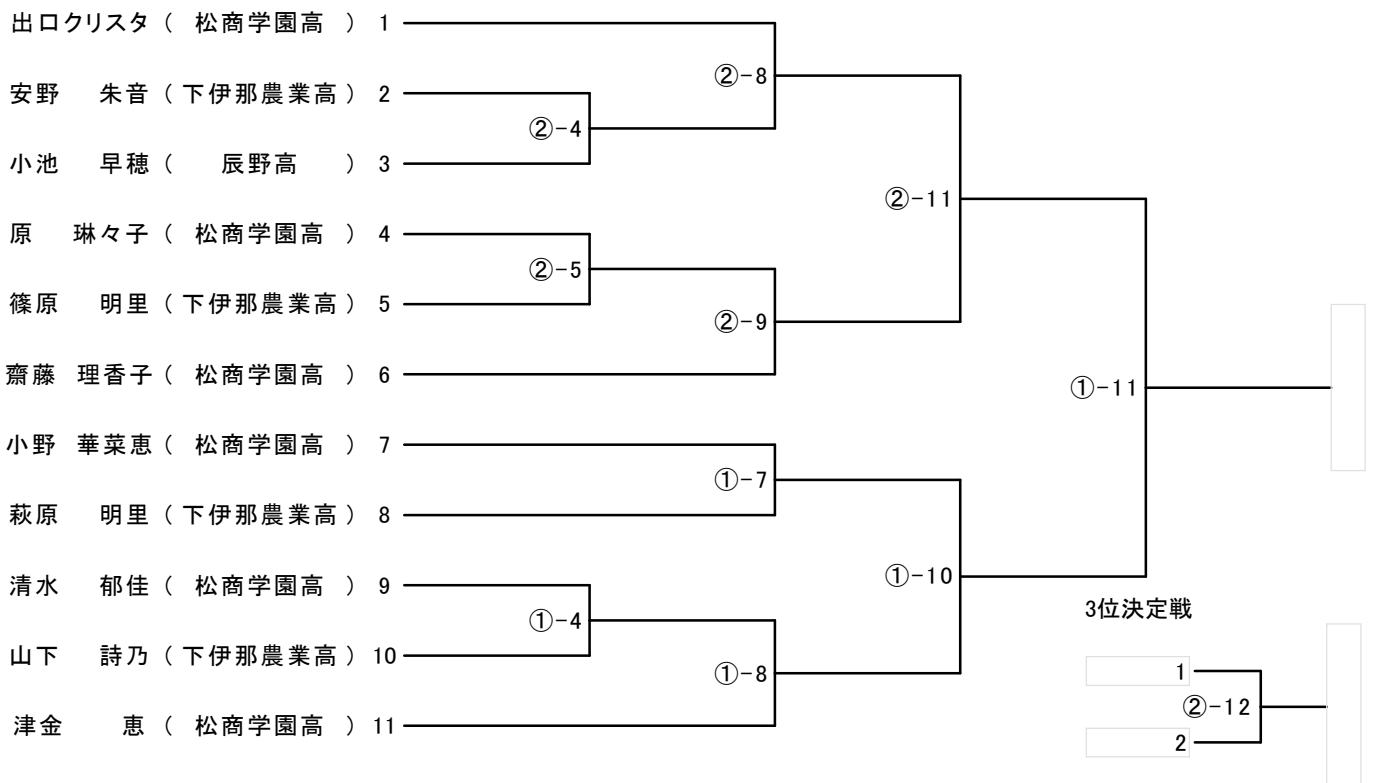 出口クリスタ ( 松商学園高 ) 1
②-8
安野 朱音 ( 下伊那農業高 ) 2
②-4
小池 早穂 ( 辰野高 ) 3
②-11
原 琳々子 ( 松商学園高 ) 4
②-5
篠原 明里 ( 下伊那農業高 ) 5
②-9
齋藤 理香子 ( 松商学園高 ) 6
①-11
小野 華菜恵 ( 松商学園高 ) 7
①-7
萩原 明里 ( 下伊那農業高 ) 8
①-10
清水 郁佳 ( 松商学園高 ) 9
3位決定戦
①-4
山下 詩乃 ( 下伊那農業高 ) 10
①-8
1
②-12
津金 恵 ( 松商学園高 ) 11
2